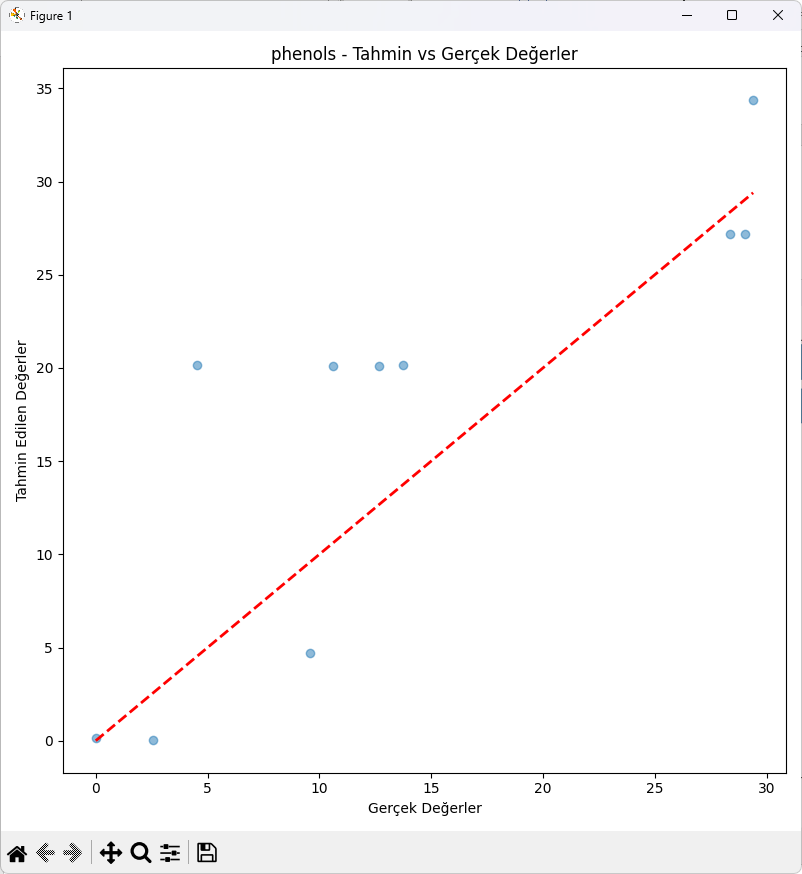 Figure 1
phenols - Tahmin vs Gerçek Değerler
35
30
25
20
15
10
5
0
Tahmin Edilen Değerler
0 5 10 15 20 25 30
Gerçek Değerler